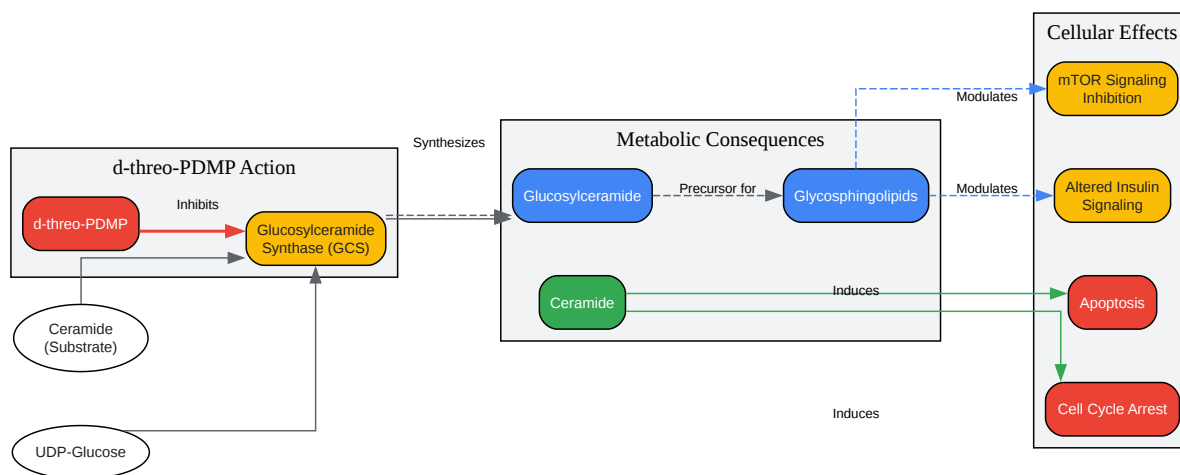 Cellular Effects
mTOR Signaling
Inhibition
Modulates
Synthesizes
Metabolic Consequences
d-threo-PDMP Action
Glucosylceramide
Precursor for
Glycosphingolipids
Modulates
Altered Insulin
Signaling
Inhibits
d-threo-PDMP
Glucosylceramide
Synthase (GCS)
Ceramide
Induces
Apoptosis
Ceramide
(Substrate)
Cell Cycle Arrest
Induces
UDP-Glucose